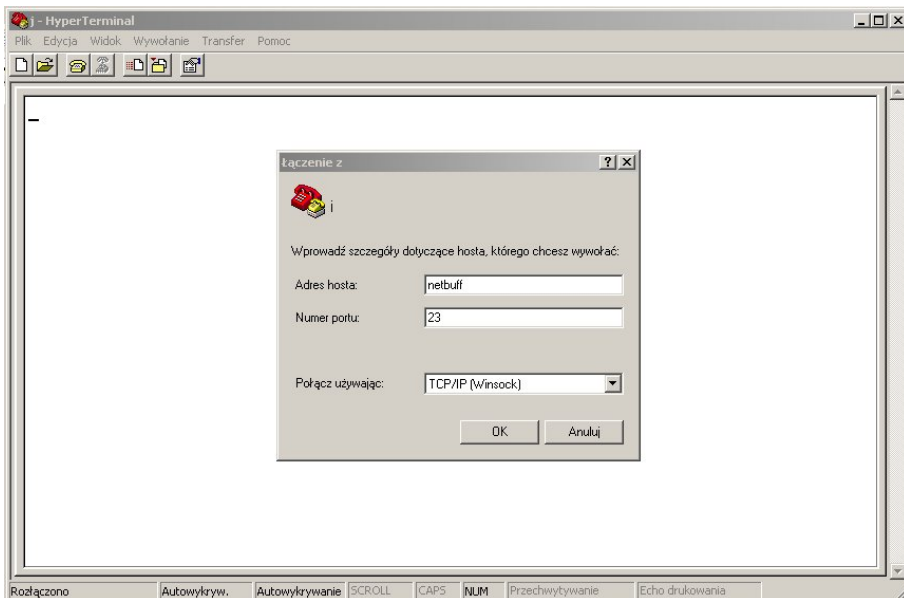 j - HyperTerminal
Plik Edycja Widok Wywołanie Transfer Pomoc
Łączenie z
j
Wprowadź szczegóły dotyczące hosta, którego chcesz wywołać:
Adres hosta: netbuff
Numer portu: 23
Połącz używając: TCP/IP (Winsock)
OK Anuluj
Rozłączono Autowykryw. Autowykrywanie SCROLL CAPS NUM Przechwytywanie Echo drukowania